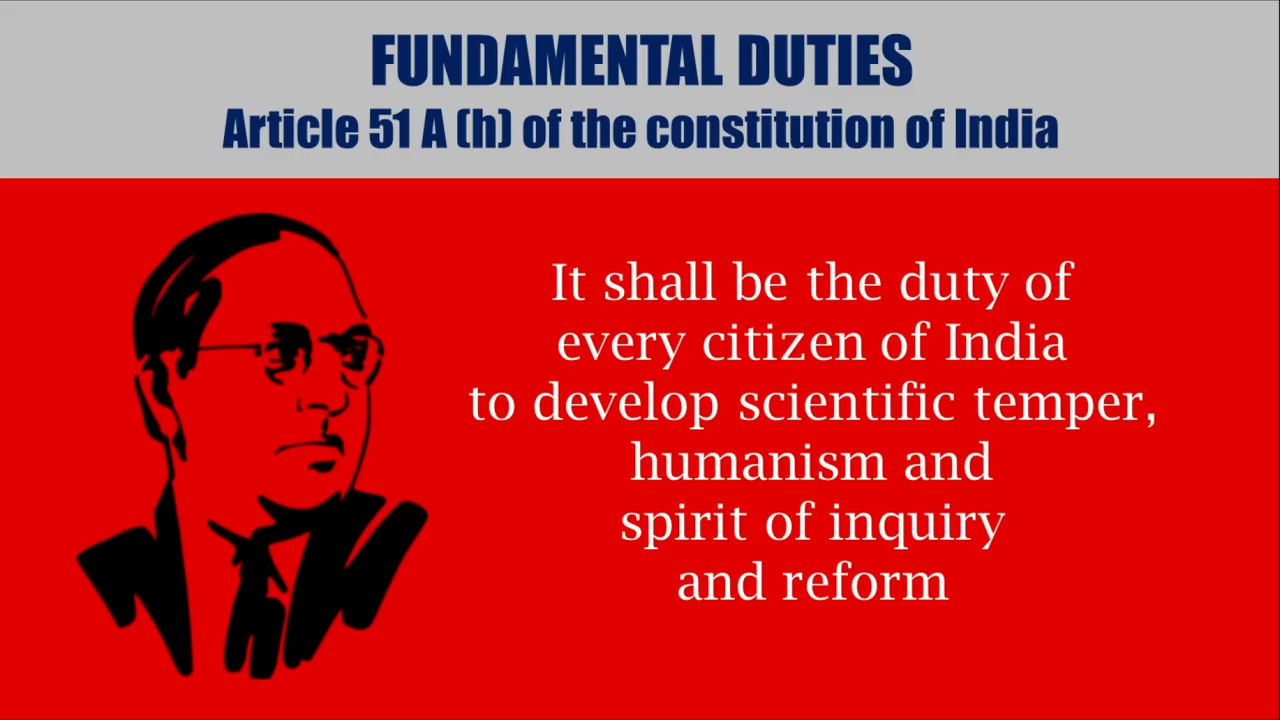 FUNDAMENTAL DUTIES
Article 51 A (h) of the constitution of India
It shall be the duty of
every citizen of India
to develop scientific temper,
humanism and
spirit of inquiry
and reform